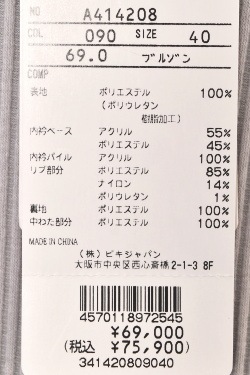 NO A414208
COL. 090 SIZE 40
69.0 ブルゾン
COMP
表地 ポリエステル 100%
(ポリウレタン
樹脂加工)
内衿ベース アクリル 55%
ポリエステル 45%
内衿パイル アクリル 100%
リブ部分 ポリエステル 85%
ナイロン 14%
ポリウレタン 1%
裏地 ポリエステル 100%
中わた部分 ポリエステル 100%
MADE IN CHINA
(株)ビキジャパン
大阪市中央区西心斎橋2-1-3 8F
4570118972545
¥69,000
(税込 ¥75,900)
341420809040